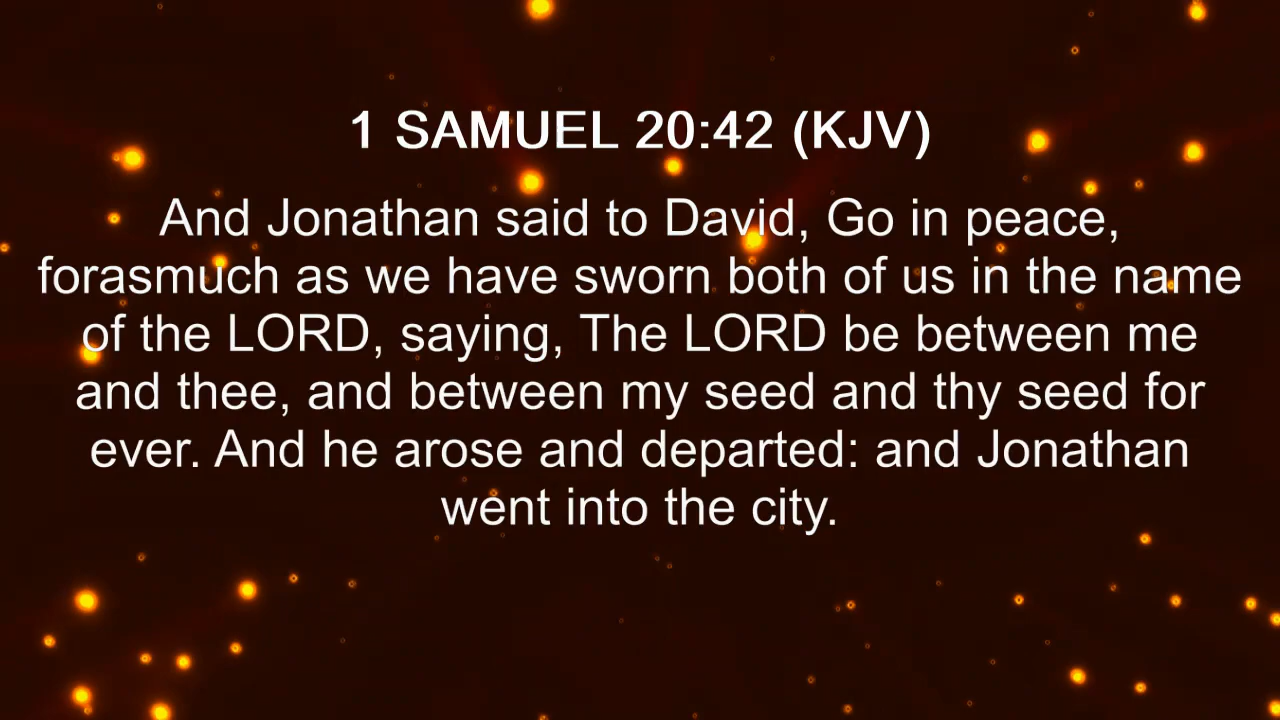 1 SAMUEL 20:42 (KJV)
And Jonathan said to David, Go in peace,
forasmuch as we have sworn both of us in the name
of the LORD, saying, The LORD be between me
and thee, and between my seed and thy seed for
ever. And he arose and departed: and Jonathan
went into the city.